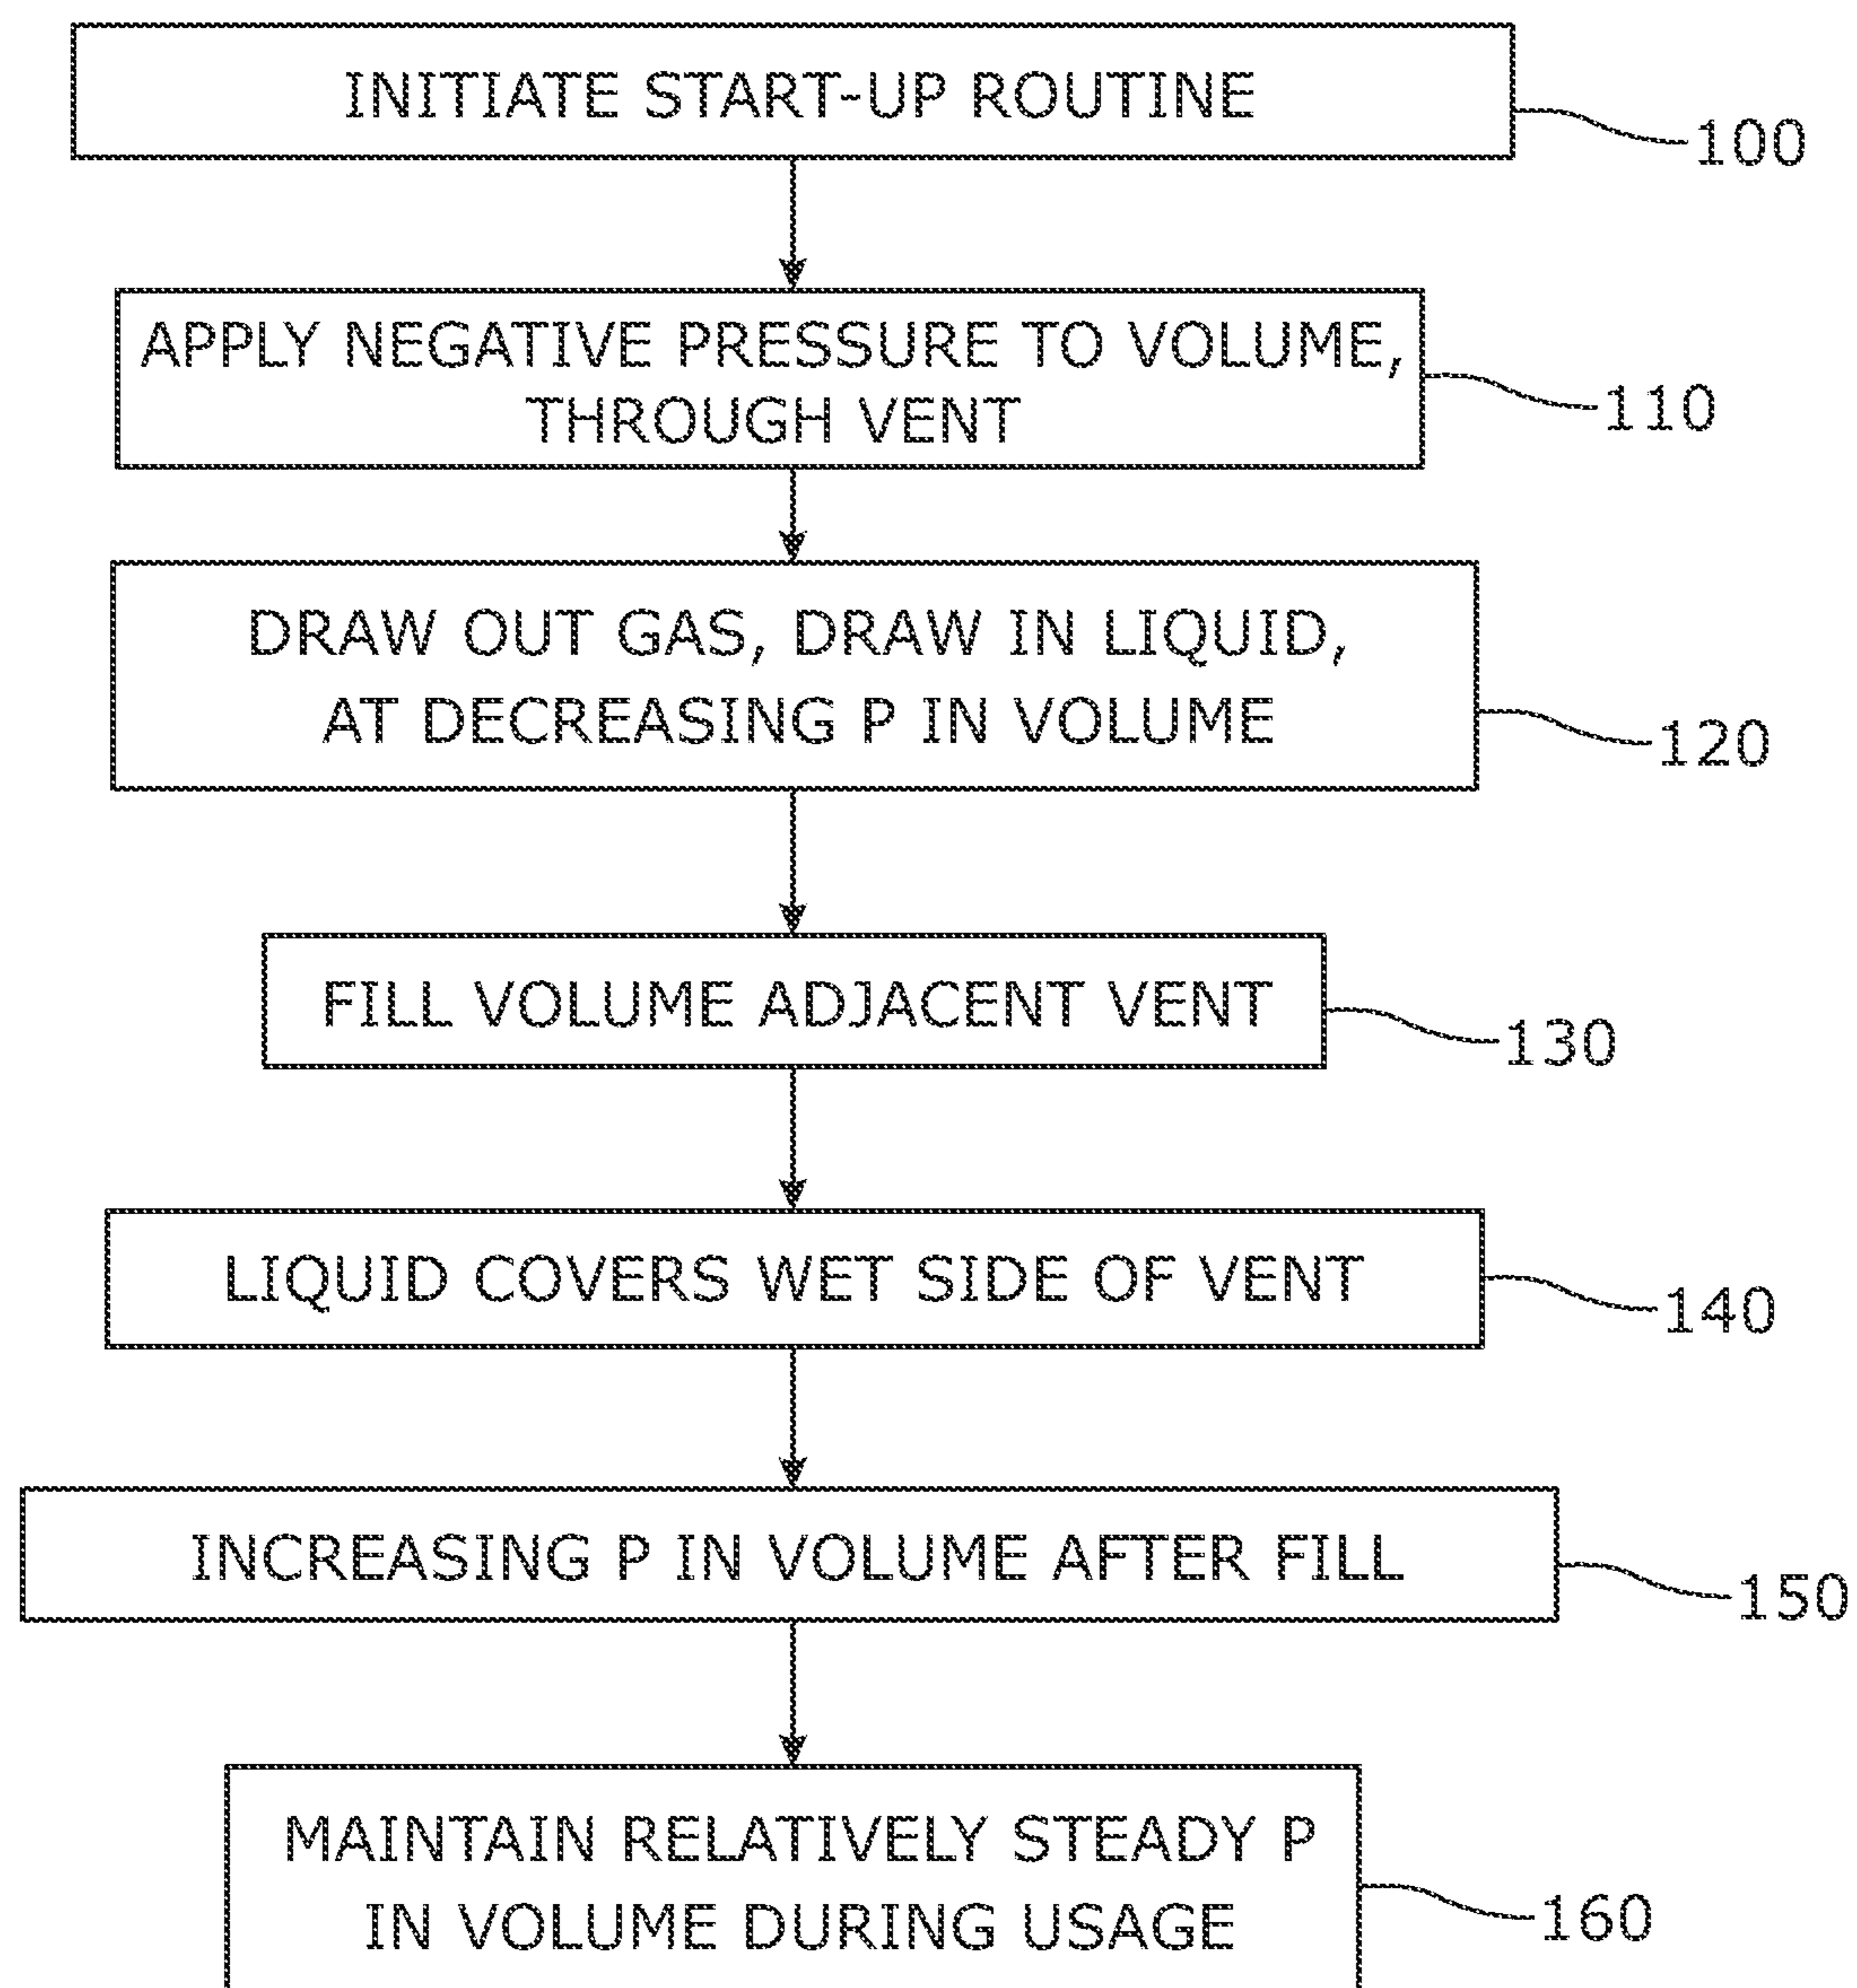 INITIATE START-UP ROUTINE
100
APPLY NEGATIVE PRESSURE TO VOLUME,
THROUGH VENT
110
DRAW OUT GAS, DRAW IN LIQUID,
AT DECREASING P IN VOLUME
120
FILL VOLUME ADJACENT VENT
130
LIQUID COVERS WET SIDE OF VENT
140
INCREASING P IN VOLUME AFTER FILL
150
MAINTAIN RELATIVELY STEADY P
IN VOLUME DURING USAGE
160